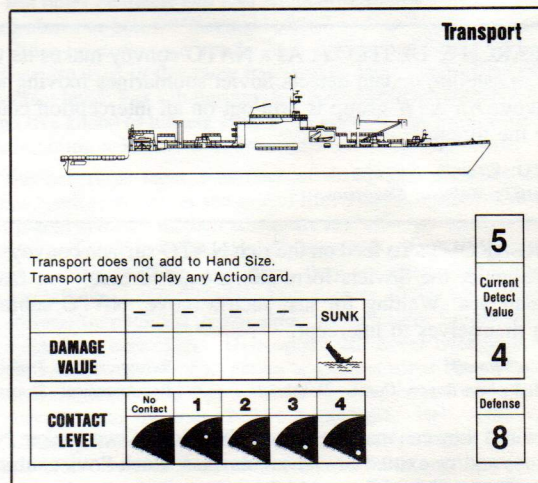 Transport
Transport does not add to Hand Size.
Transport may not play any Action card.
5
Current
Detect
Value
4
Defense
8
– – – – SUNK
– – – –
DAMAGE
VALUE
CONTACT
LEVEL
No
Contact
1 2 3 4